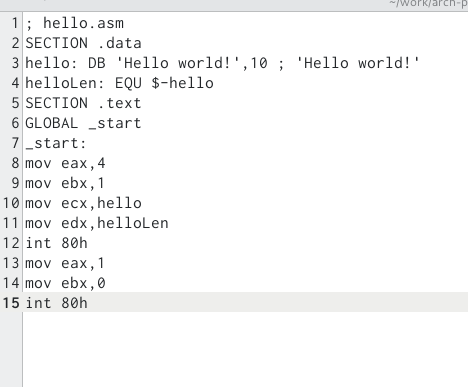 ~/work/arch-p
1 ; hello.asm
2 SECTION .data
3 hello: DB 'Hello world!',10 ; 'Hello world!'
4 helloLen: EQU $-hello
5 SECTION .text
6 GLOBAL _start
7 _start:
8 mov eax,4
9 mov ebx,1
10 mov ecx,hello
11 mov edx,helloLen
12 int 80h
13 mov eax,1
14 mov ebx,0
15 int 80h